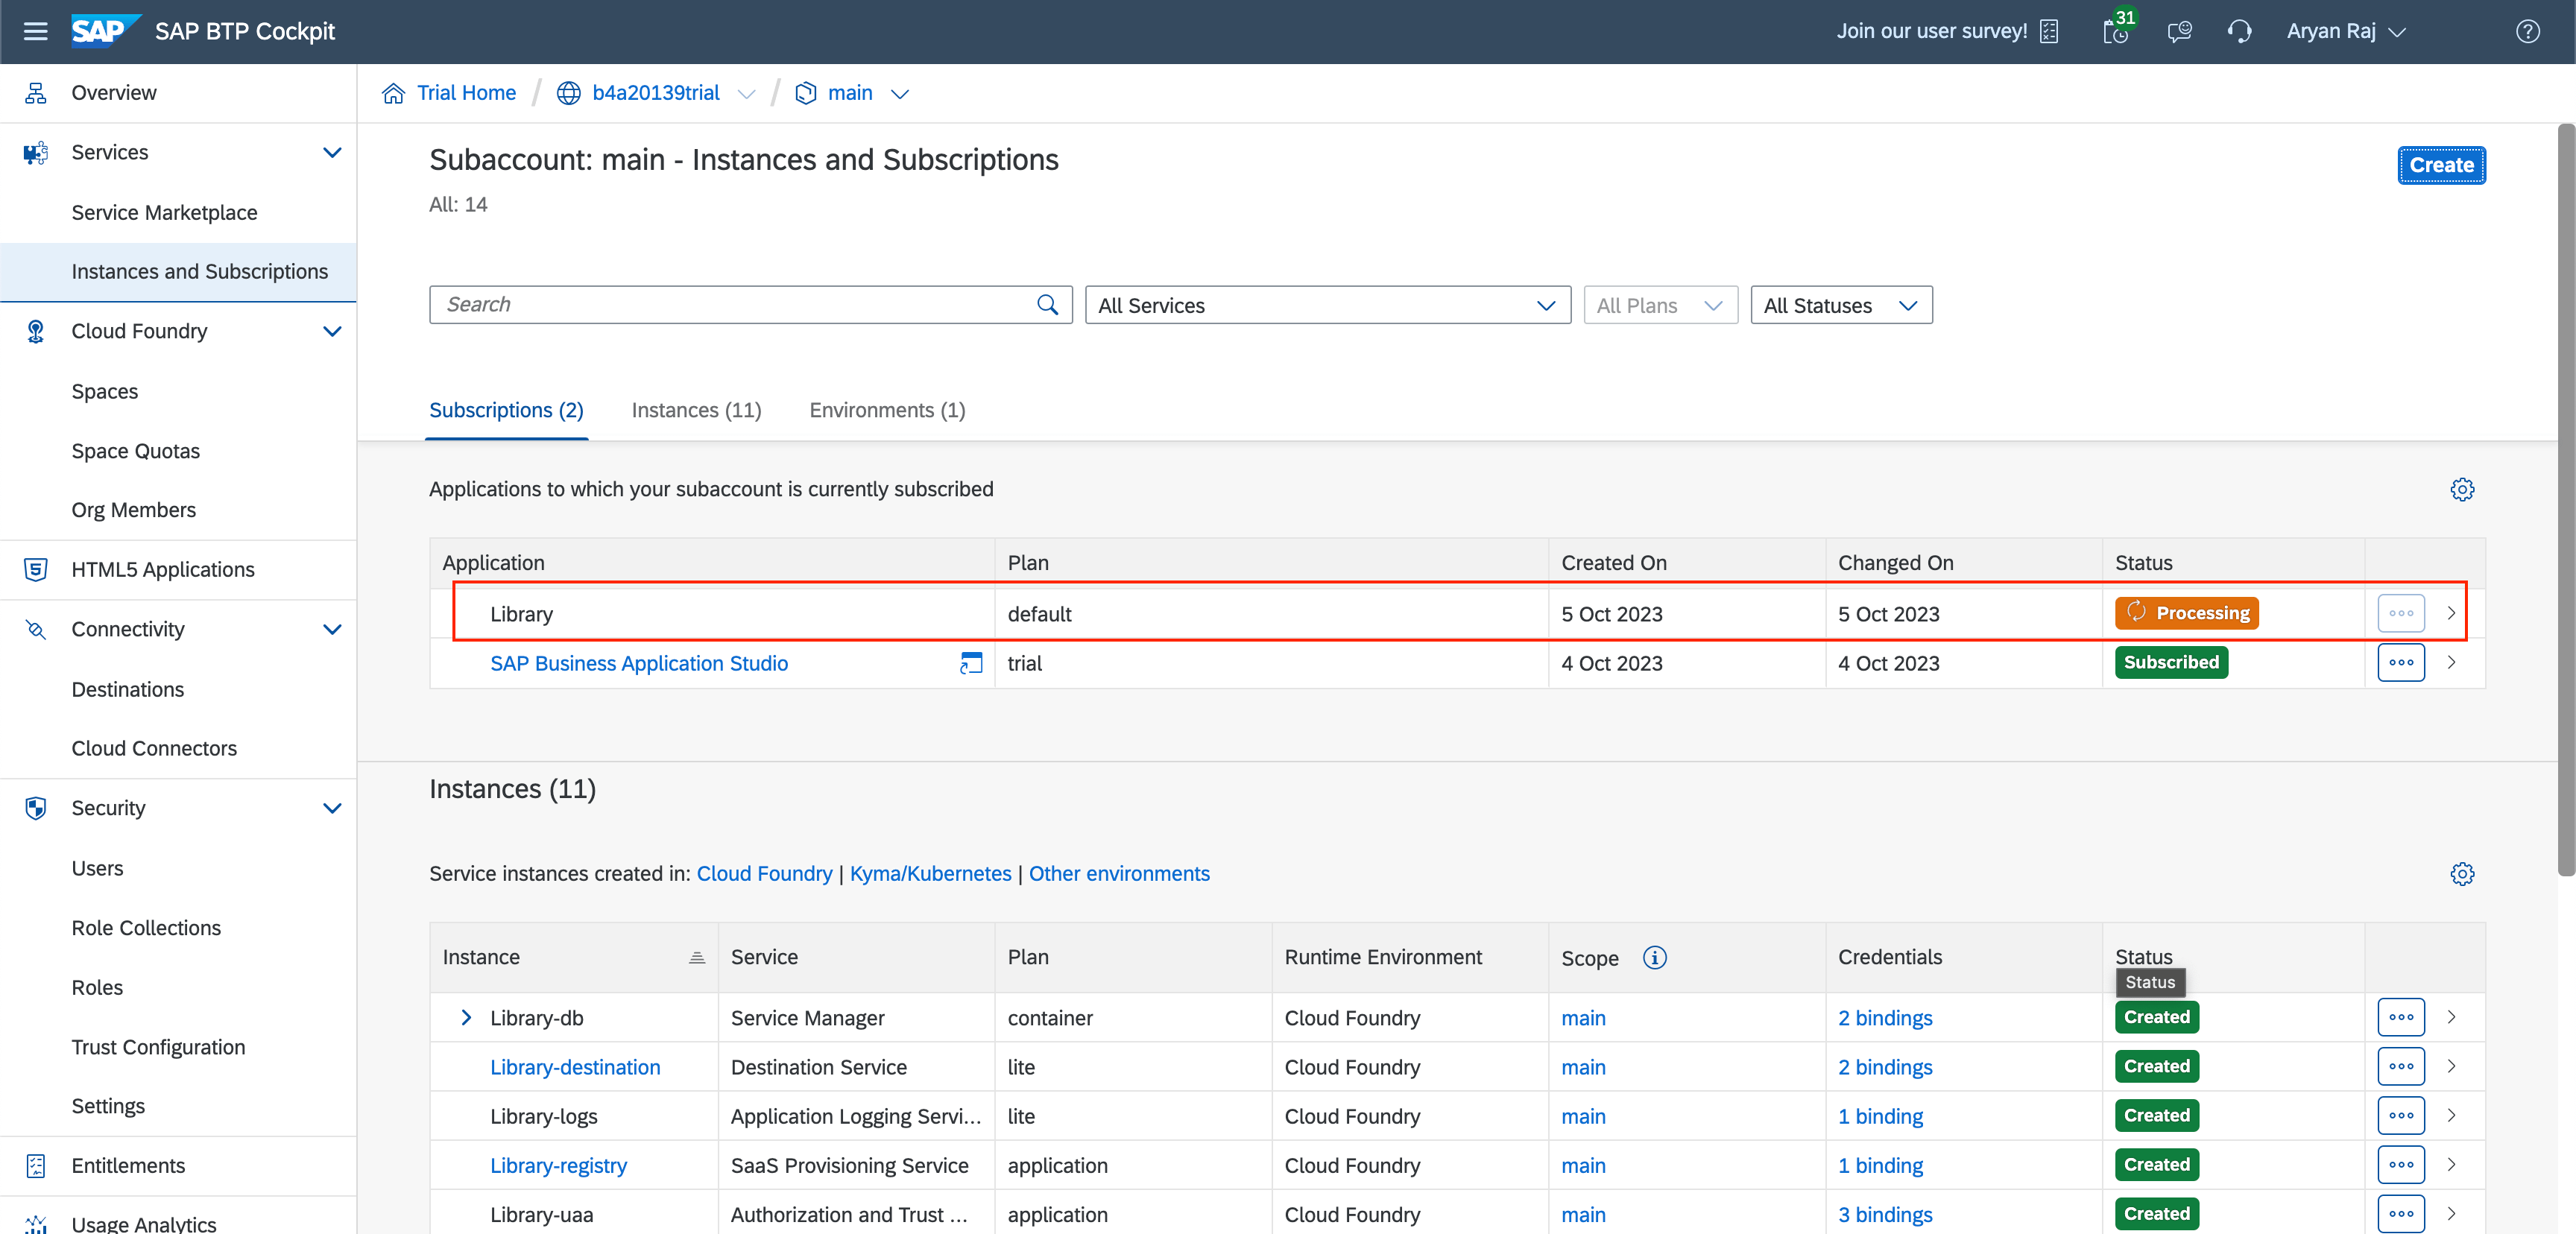 SAP SAP BTP Cockpit
Join our user survey! 31 Aryan Raj
Overview
Services
Service Marketplace
Instances and Subscriptions
Cloud Foundry
Spaces
Space Quotas
Org Members
HTML5 Applications
Connectivity
Destinations
Cloud Connectors
Security
Users
Role Collections
Roles
Trust Configuration
Settings
Entitlements
Usage Analytics
Trial Home / b4a20139trial / main
Subaccount: main - Instances and Subscriptions
Create
All: 14
Search All Services All Plans All Statuses
Subscriptions (2) Instances (11) Environments (1)
Applications to which your subaccount is currently subscribed
Application Plan Created On Changed On Status
Library default 5 Oct 2023 5 Oct 2023 Processing
SAP Business Application Studio trial 4 Oct 2023 4 Oct 2023 Subscribed
Instances (11)
Service instances created in: Cloud Foundry | Kyma/Kubernetes | Other environments
Instance Service Plan Runtime Environment Scope Credentials Status
Status
Library-db Service Manager container Cloud Foundry main 2 bindings Created
Library-destination Destination Service lite Cloud Foundry main 2 bindings Created
Library-logs Application Logging Servi... lite Cloud Foundry main 1 binding Created
Library-registry SaaS Provisioning Service application Cloud Foundry main 1 binding Created
Library-uaa Authorization and Trust ... application Cloud Foundry main 3 bindings Created